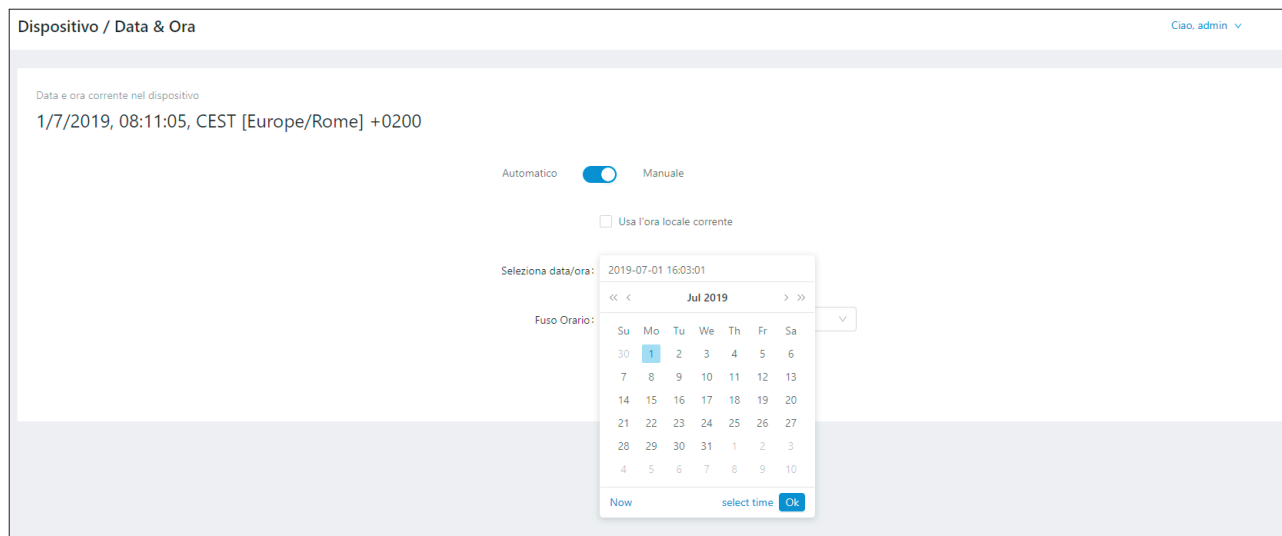 Dispositivo / Data & Ora
Ciao, admin
Data e ora corrente nel dispositivo
1/7/2019, 08:11:05, CEST [Europe/Rome] +0200
Automatico Manuale
Usa l'ora locale corrente
Seleziona data/ora: 2019-07-01 16:03:01
Jul 2019
Fuso Orario:
Su Mo Tu We Th Fr Sa
30 1 2 3 4 5 6
7 8 9 10 11 12 13
14 15 16 17 18 19 20
21 22 23 24 25 26 27
28 29 30 31 1 2 3
4 5 6 7 8 9 10
Now select time Ok